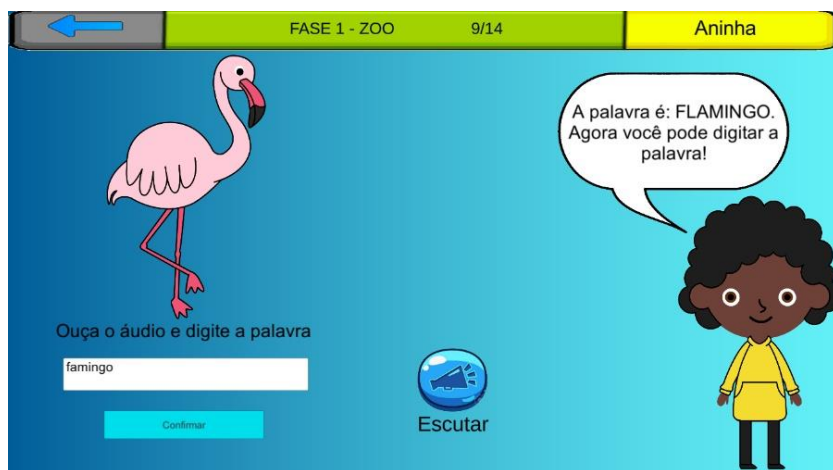 FASE 1 - ZOO 9/14 Aninha
A palavra é: FLAMINGO.
Agora você pode digitar a
palavra!
Ouça o áudio e digite a palavra
famingo
Confirmar
Escutar